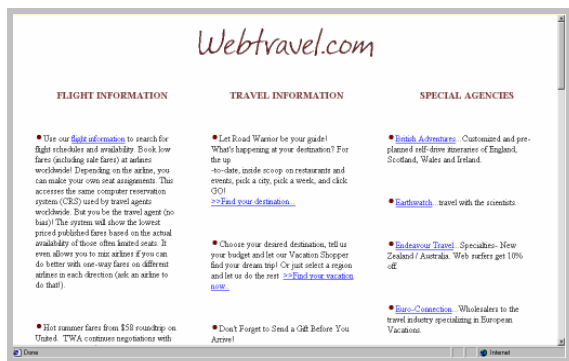 Webtravel.com
FLIGHT INFORMATION
Use our flight information to search for
flight schedules and availability. Book low
fares (including sale fares) at airlines
worldwide! Depending on the airline, you
can make your own seat assignments. This
accesses the same computer reservation
system (CRS) used by travel agents
worldwide. But you be the travel agent (no
bias)! The system will show the lowest
priced published fares based on the actual
availability of those often limited seats. It
even allows you to mix airlines if you can
do better with one-way fares on different
airlines in each direction (ask an airline to
do that!).
Hot summer fares from $58 roundtrip on
United. TWA continues negotiations with
TRAVEL INFORMATION
Let Road Warrior be your guide!
What's happening at your destination? For
the up
-to-date, inside scoop on restaurants and
events, pick a city, pick a week, and click
GO!
>>Find your destination...
Choose your desired destination, tell us
your budget and let our Vacation Shopper
find your dream trip! Or just select a region
and let us do the rest >>Find your vacation
now..
Don't Forget to Send a Gift Before You
Arrive!
SPECIAL AGENCIES
British Adventures...Customized and pre-
planned self-drive itineraries of England,
Scotland, Wales and Ireland.
Earthwatch...travel with the scientists.
Endeavour Travel...Specialties- New
Zealand / Australia. Web surfers get 10%
off.
Euro-Connection...Wholesalers to the
travel industry specializing in European
Vacations.
Done
Internet